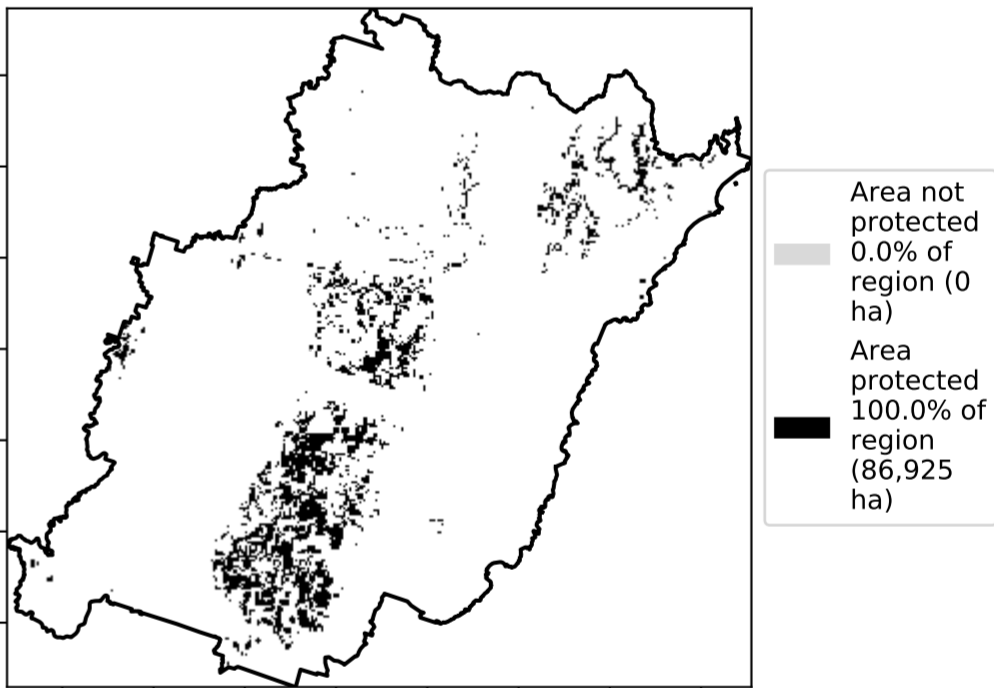 Area not
protected
0.0% of
region (0
ha)
Area
protected
100.0% of
region
(86,925
ha)